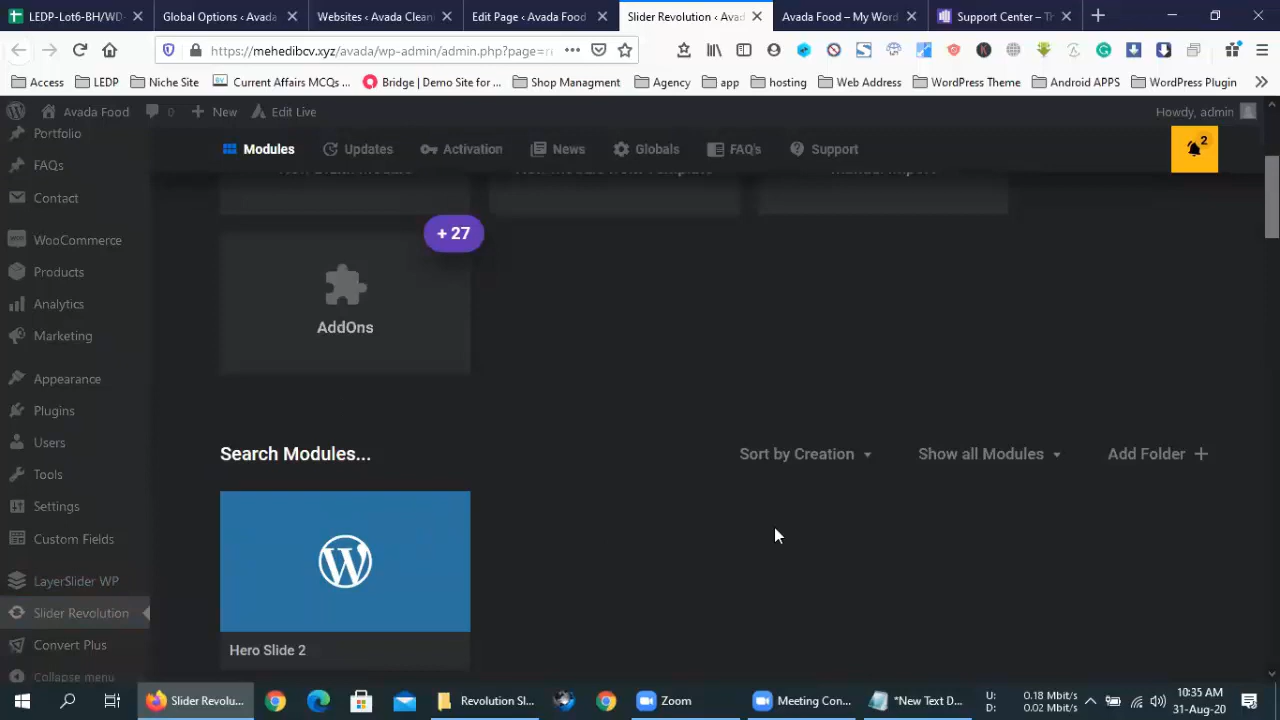 LEDP-Lot6-BH/WD
Global Options ‹ Avada
Websites ‹ Avada Clean
Edit Page ‹ Avada Food
Slider Revolution ‹ Avad
Avada Food – My Word
Support Center – Th
https://mehedibcv.xyz/avada/wp-admin/admin.php?page=re
Access
LEDP
Niche Site
Current Affairs MCQs ...
Bridge | Demo Site for ...
Shop Managment
Agency
app
hosting
Web Address
WordPress Theme
Android APPS
WordPress Plugin
Avada Food
0
New
Edit Live
Howdy, admin
Portfolio
FAQs
Contact
WooCommerce
Products
Analytics
Marketing
Appearance
Plugins
Users
Tools
Settings
Custom Fields
LayerSlider WP
Slider Revolution
Convert Plus
Collapse menu
Modules
Updates
Activation
News
Globals
FAQ's
Support
2
Manual Import
+ 27
AddOns
Search Modules...
Sort by Creation
Show all Modules
Add Folder
Hero Slide 2
Slider Revolu...
Revolution Sl...
Zoom
Meeting Con...
*New Text D...
U: 0.18 Mbit/s
D: 0.02 Mbit/s
10:35 AM
31-Aug-20